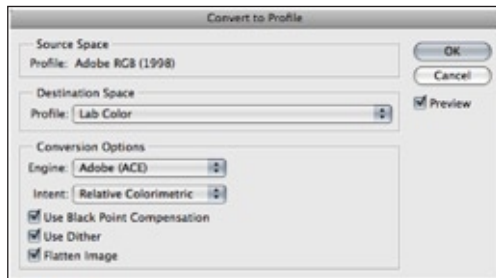 Convert to Profile
Source Space
Profile: Adobe RGB (1998)
Destination Space
Profile: Lab Color
Conversion Options
Engine: Adobe (ACE)
Intent: Relative Colorimetric
Use Black Point Compensation
Use Dither
Flatten Image
OK
Cancel
Preview